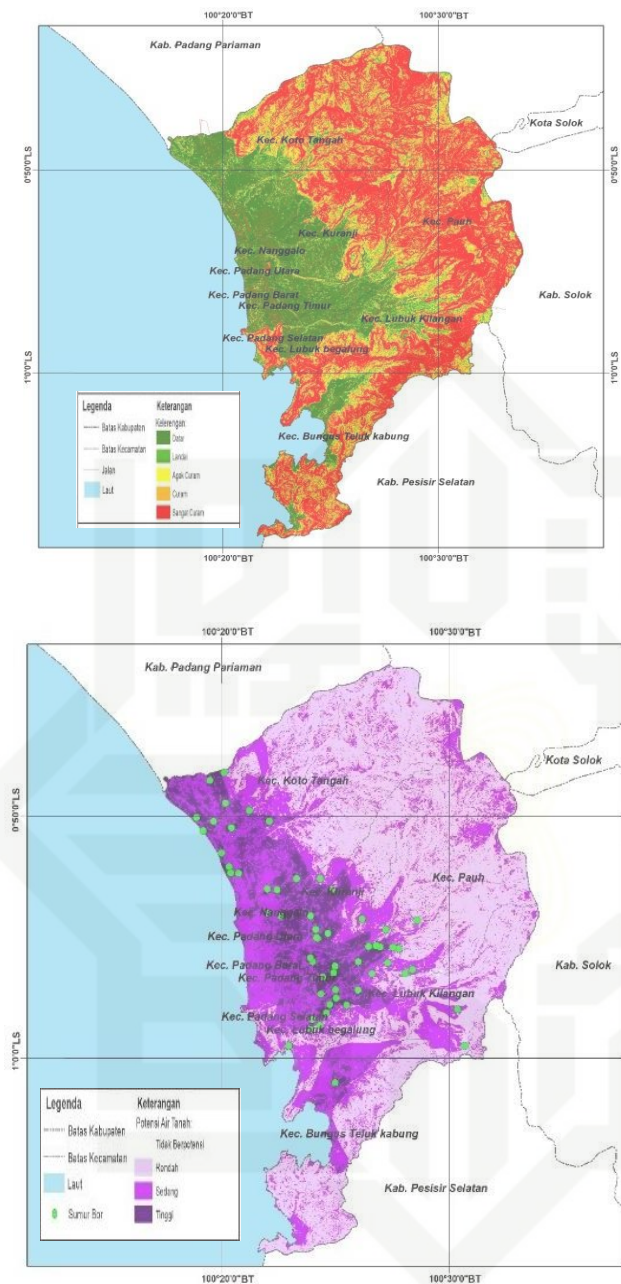 100°20'0"BT
100°30'0"BT
Kab. Padang Pariaman
Kota Solok
Kec. Koto Tangah
0°50'0"LS
0°50'0"LS
Kec. Pauh
Kec. Kuranji
Kec. Nanggalo
Kec. Padang Utara
Kec. Padang Barat
Kab. Solok
Kec. Padang Timur
Kec. Lubuk Kilangan
Kec. Padang Selatan
Kec. Lubuk begalung
1°0'0"LS
1°0'0"LS
Legenda
Batas Kabupaten
Batas Kecamatan
Jalan
Laut
Keterangan
Kelerengan
Datar
Landai
Agak Curam
Curam
Sangat Curam
Kec. Bungus Teluk kabung
Kab. Pesisir Selatan
100°20'0"BT
100°30'0"BT
100°20'0"BT
100°30'0"BT
Kab. Padang Pariaman
Kota Solok
Kec. Koto Tangah
0°50'0"LS
0°50'0"LS
Kec. Pauh
Kec. Kuranji
Kec. Nanggalo
Kec. Padang Utara
Kec. Padang Barat
Kab. Solok
Kec. Padang Timur
Kec. Lubuk Kilangan
Kec. Padang Selatan
Kec. Lubuk begalung
1°0'0"LS
1°0'0"LS
Legenda
Batas Kabupaten
Batas Kecamatan
Laut
Sumur Bor
Keterangan
Potensi Air Tanah:
Tidak Berpotensi
Rendah
Sedang
Tinggi
Kec. Bungus Teluk kabung
Kab. Pesisir Selatan
100°20'0"BT
100°30'0"BT